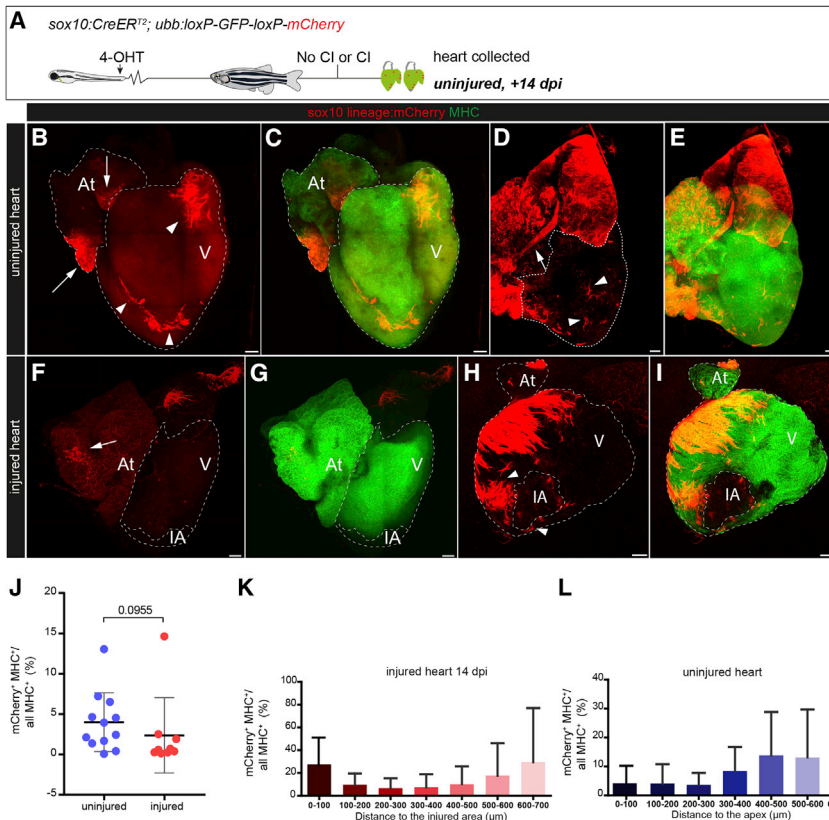 A
sox10:CreERT2; ubb:loxP-GFP-loxP-mCherry
4-OHT
No CI or CI
heart collected
uninjured, +14 dpi
sox10 lineage:mCherry MHC
uninjured heart
B
At
V
C
At
V
D
E
injured heart
F
At
V
IA
G
At
V
IA
H
At
V
IA
I
At
V
IA
J
mCherry+ MHC+/
all MHC+ (%)
20
15
10
5
0
-5
0.0955
uninjured
injured
K
injured heart 14 dpi
mCherry+ MHC+/
all MHC+ (%)
100
80
60
40
20
0
0-100 100-200 200-300 300-400 400-500 500-600 600-700
Distance to the injured area (µm)
L
uninjured heart
mCherry+ MHC+/
all MHC+ (%)
40
30
20
10
0
0-100 100-200 200-300 300-400 400-500 500-600
Distance to the apex (µm)